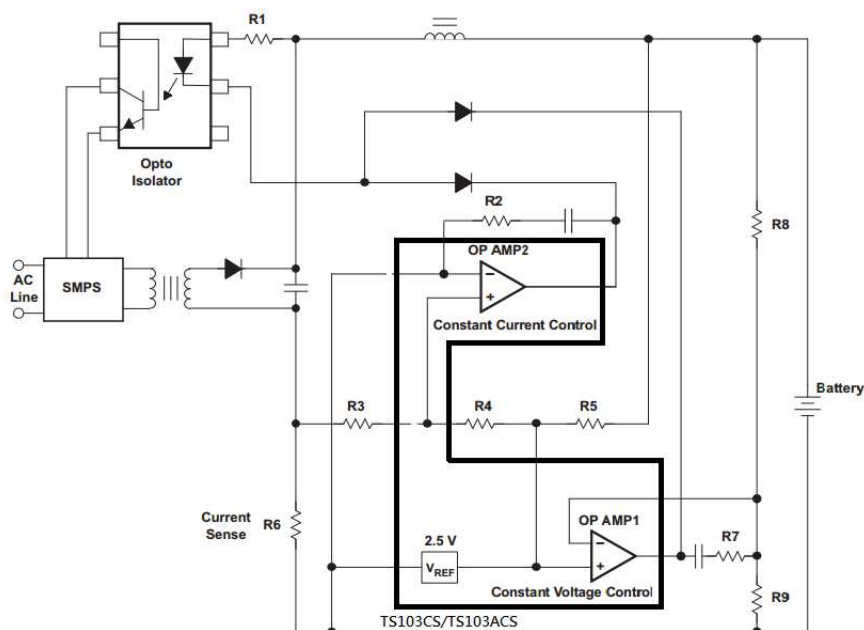 R1
Opto
Isolator
R2
R8
OP AMP2
−
+
AC
Line
SMPS
Constant Current Control
Battery
R3
R4
R5
Current
Sense
R6
2.5 V
VREF
OP AMP1
−
+
R7
Constant Voltage Control
R9
TS103CS/TS103ACS